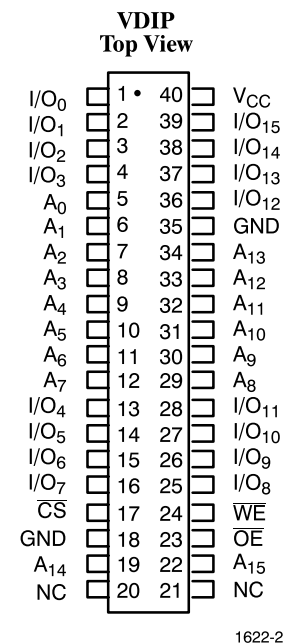 VDIP
Top View
I/O₀ 1 • 40 V_CC
I/O₁ 2 39 I/O₁₅
I/O₂ 3 38 I/O₁₄
I/O₃ 4 37 I/O₁₃
A₀ 5 36 I/O₁₂
A₁ 6 35 GND
A₂ 7 34 A₁₃
A₃ 8 33 A₁₂
A₄ 9 32 A₁₁
A₅ 10 31 A₁₀
A₆ 11 30 A₉
A₇ 12 29 A₈
I/O₄ 13 28 I/O₁₁
I/O₅ 14 27 I/O₁₀
I/O₆ 15 26 I/O₉
I/O₇ 16 25 I/O₈
C̅S̅ 17 24 W̅E̅
GND 18 23 O̅E̅
A₁₄ 19 22 A₁₅
NC 20 21 NC
1622-2